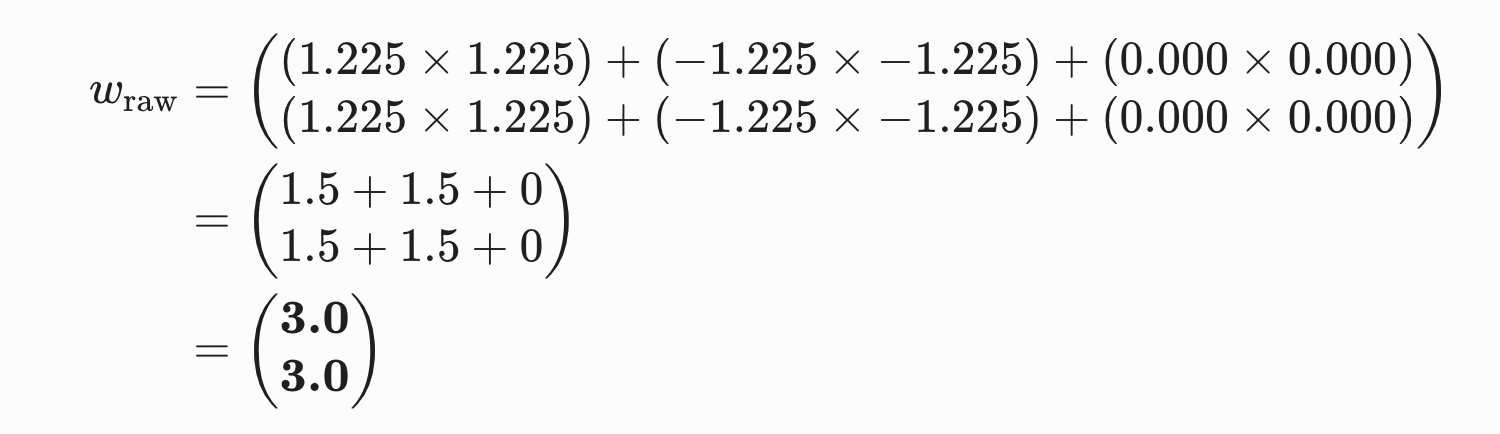 w_raw = ((1.225 × 1.225) + (−1.225 × −1.225) + (0.000 × 0.000))
((1.225 × 1.225) + (−1.225 × −1.225) + (0.000 × 0.000))
= (1.5 + 1.5 + 0)
(1.5 + 1.5 + 0)
= (3.0)
(3.0)